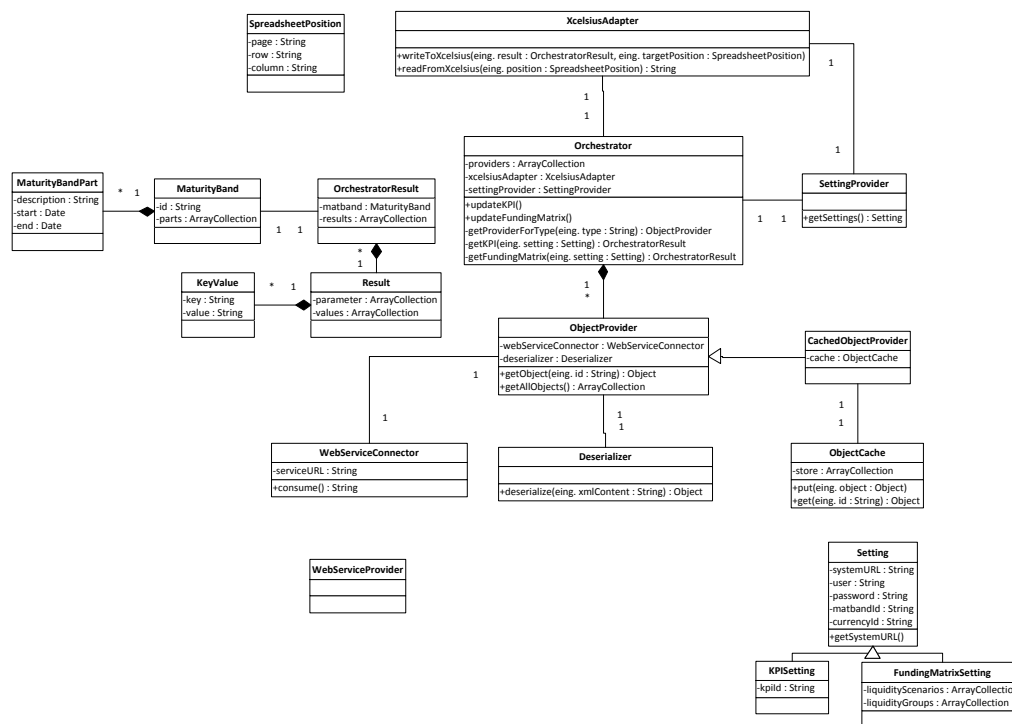 SpreadsheetPosition
-page : String
-row : String
-column : String
XcelsiusAdapter
+writeToXcelsius(eing. result : OrchestratorResult, eing. targetPosition : SpreadsheetPosition)
+readFromXcelsius(eing. position : SpreadsheetPosition) : String
1
1
1
1
Orchestrator
-providers : ArrayCollection
-xcelsiusAdapter : XcelsiusAdapter
-settingProvider : SettingProvider
+updateKPI()
+updateFundingMatrix()
-getProviderForType(eing. type : String) : ObjectProvider
-getKPI(eing. setting : Setting) : OrchestratorResult
-getFundingMatrix(eing. setting : Setting) : OrchestratorResult
1 1
SettingProvider
+getSettings() : Setting
MaturityBandPart
-description : String
-start : Date
-end : Date
* 1
MaturityBand
-id : String
-parts : ArrayCollection
1 1
OrchestratorResult
-matband : MaturityBand
-results : ArrayCollection
*
1
KeyValue
-key : String
-value : String
* 1
Result
-parameter : ArrayCollection
-values : ArrayCollection
1
*
ObjectProvider
-webServiceConnector : WebServiceConnector
-deserializer : Deserializer
+getObject(eing. id : String) : Object
+getAllObjects() : ArrayCollection
CachedObjectProvider
-cache : ObjectCache
1
1
1
1
1
1
WebServiceConnector
-serviceURL : String
+consume() : String
Deserializer
+deserialize(eing. xmlContent : String) : Object
ObjectCache
-store : ArrayCollection
+put(eing. object : Object)
+get(eing. id : String) : Object
WebServiceProvider
Setting
-systemURL : String
-user : String
-password : String
-matbandId : String
-currencyId : String
+getSystemURL()
KPISetting
-kpiId : String
FundingMatrixSetting
-liquidityScenarios : ArrayCollection
-liquidityGroups : ArrayCollection